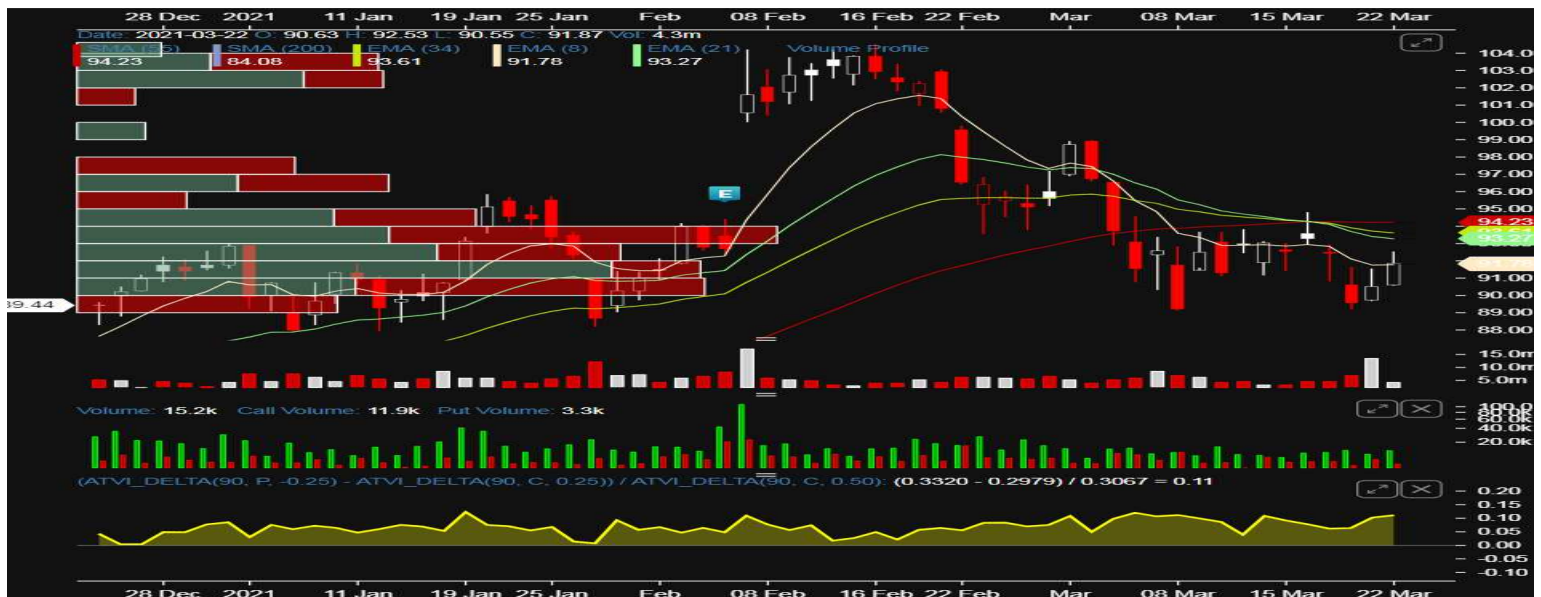 28 Dec 2021 11 Jan 19 Jan 25 Jan Feb 08 Feb 16 Feb 22 Feb Mar 08 Mar 15 Mar 22 Mar
Date: 2021-03-22 O: 90.63 H: 92.53 L: 90.55 C: 91.87 Vol: 4.3m
SMA (55) SMA (200) EMA (34) EMA (8) EMA (21) Volume Profile
94.23 84.08 93.61 91.78 93.27
104.0
103.0
102.0
101.0
100.0
99.00
98.00
97.00
96.00
95.00
94.23
93.27
91.00
90.00
89.44
89.00
88.00
E
15.0m
10.0m
5.0m
Volume: 15.2k Call Volume: 11.9k Put Volume: 3.3k
60.0k
40.0k
20.0k
(ATVI_DELTA(90, P, -0.25) - ATVI_DELTA(90, C, 0.25)) / ATVI_DELTA(90, C, 0.50): (0.3320 - 0.2979) / 0.3067 = 0.11
0.20
0.15
0.10
0.05
0.00
-0.05
-0.10
28 Dec 2021 11 Jan 19 Jan 25 Jan Feb 08 Feb 16 Feb 22 Feb Mar 08 Mar 15 Mar 22 Mar